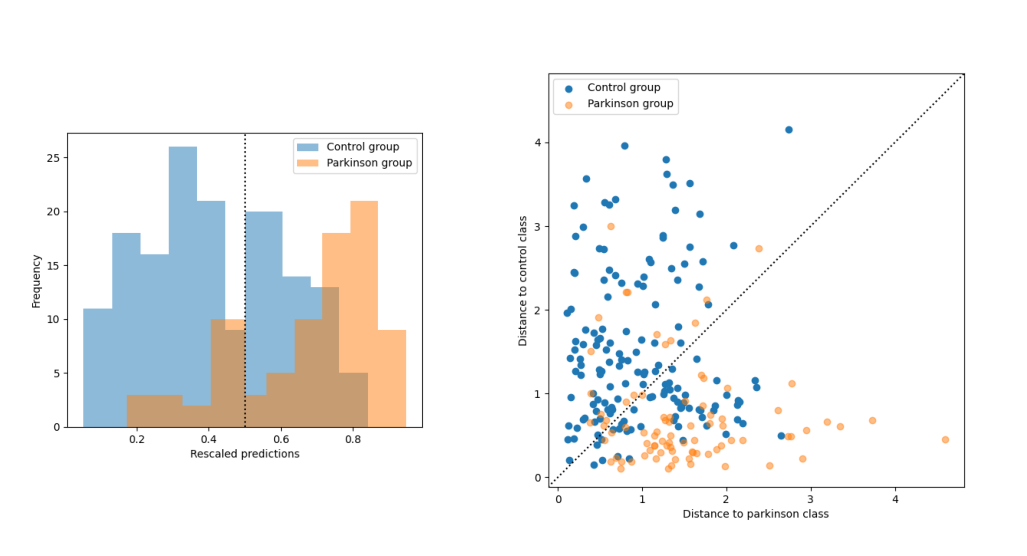 Control group
Parkinson group
25
20
15
10
5
0
0.2 0.4 0.6 0.8
Rescaled predictions
Frequency
Control group
Parkinson group
4
3
2
1
0
0 1 2 3 4
Distance to parkinson class
Distance to control class